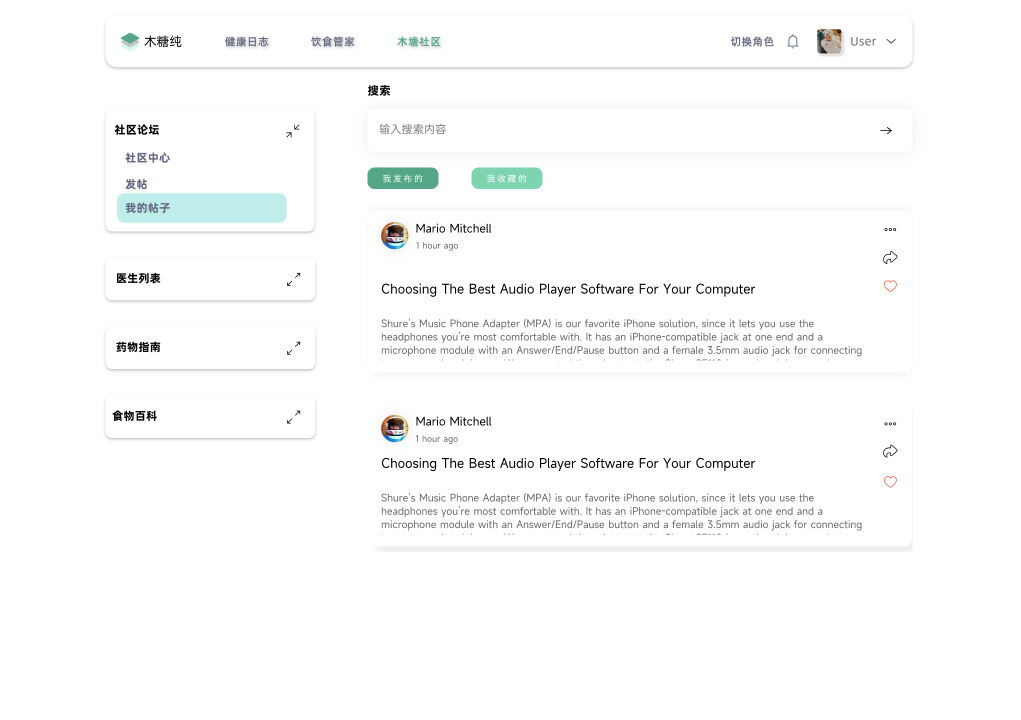 木糖纯
健康日志
饮食管家
木塘社区
切换角色
User
社区论坛
社区中心
发帖
我的帖子
医生列表
药物指南
食物百科
搜索
输入搜索内容
我发布的
我收藏的
Mario Mitchell
1 hour ago
Choosing The Best Audio Player Software For Your Computer
Shure's Music Phone Adapter (MPA) is our favorite iPhone solution, since it lets you use the
headphones you're most comfortable with. It has an iPhone-compatible jack at one end and a
microphone module with an Answer/End/Pause button and a female 3.5mm audio jack for connecting
Mario Mitchell
1 hour ago
Choosing The Best Audio Player Software For Your Computer
Shure's Music Phone Adapter (MPA) is our favorite iPhone solution, since it lets you use the
headphones you're most comfortable with. It has an iPhone-compatible jack at one end and a
microphone module with an Answer/End/Pause button and a female 3.5mm audio jack for connecting